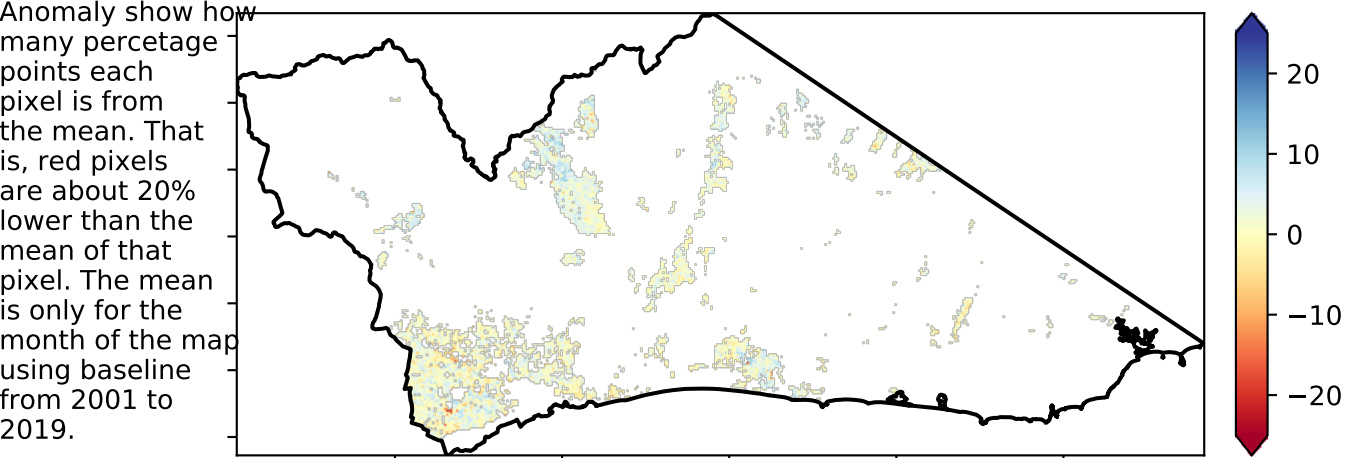 Anomaly show how
many percetage
points each
pixel is from
the mean. That
is, red pixels
are about 20%
lower than the
mean of that
pixel. The mean
is only for the
month of the map
using baseline
from 2001 to
2019.
20
10
0
−10
−20